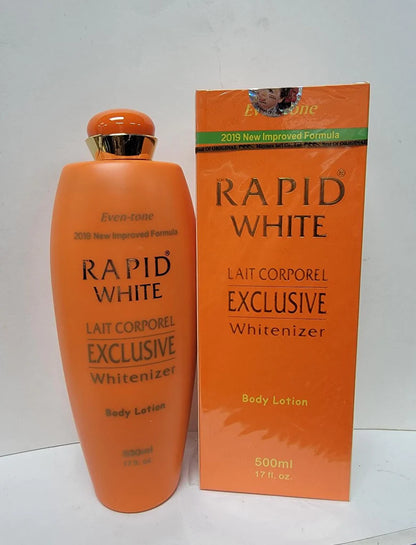 Even-tone
2019 New Improved Formula
RAPID®
WHITE
LAIT CORPOREL
EXCLUSIVE
Whitenizer
Body Lotion
500ml
17 fl. oz.
Even-tone
2019 New Improved Formula
RAPID®
WHITE
LAIT CORPOREL
EXCLUSIVE
Whitenizer
Body Lotion
500ml
17 fl. oz.